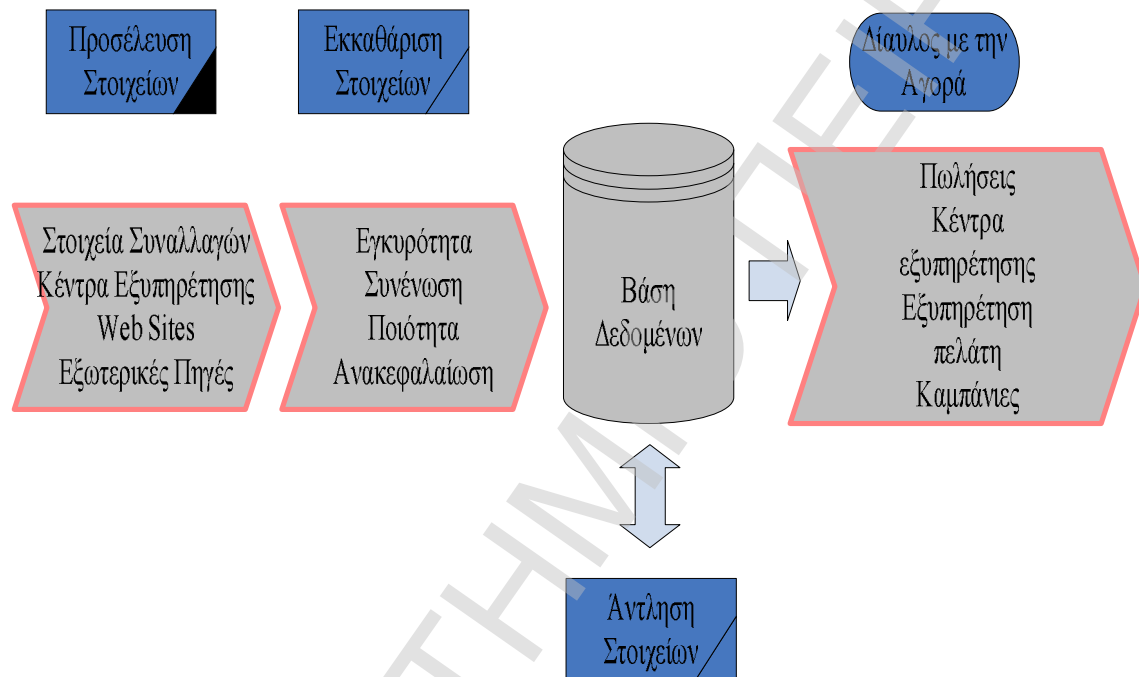 Προσέλευση
Στοιχείων
Εκκαθάριση
Στοιχείων
Δίαυλος με την
Αγορά
Στοιχεία Συναλλαγών
Κέντρα Εξυπηρέτησης
Web Sites
Εξωτερικές Πηγές
Εγκυρότητα
Συνένωση
Ποιότητα
Ανακεφαλαίωση
Βάση
Δεδομένων
Πωλήσεις
Κέντρα
εξυπηρέτησης
Εξυπηρέτηση
πελάτη
Καμπάνιες
Άντληση
Στοιχείων